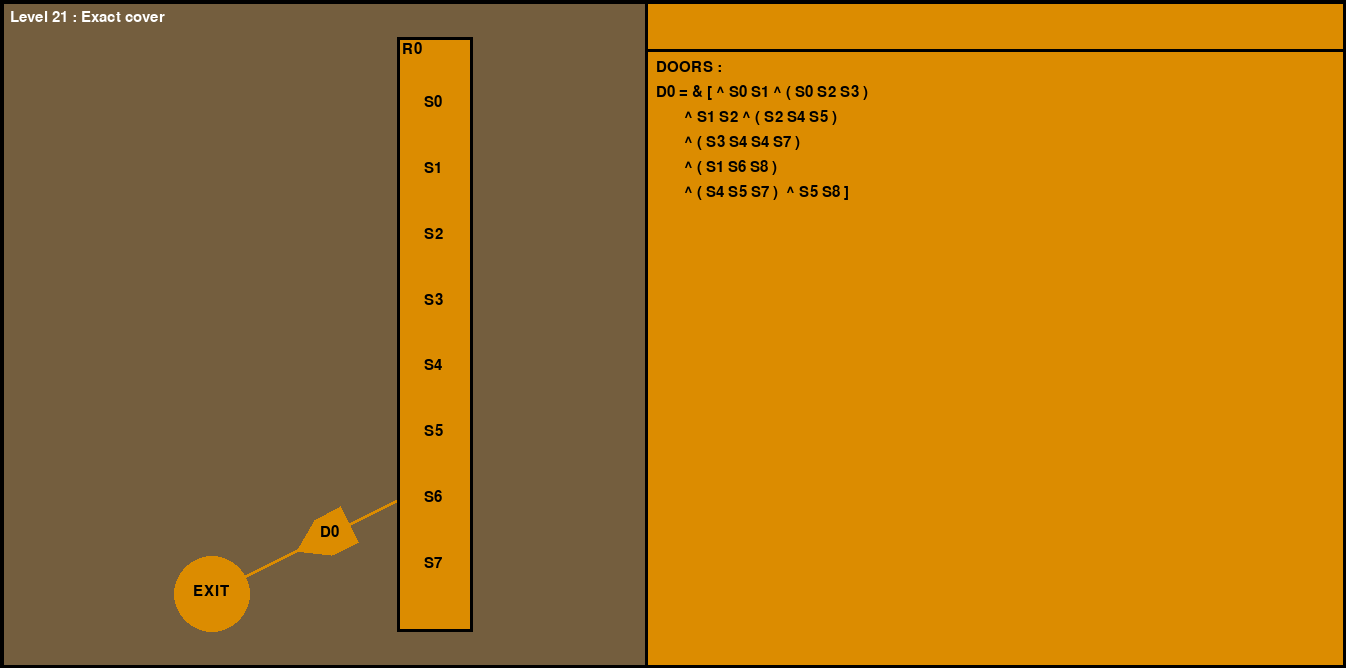 Level 21 : Exact cover
R0
S0
S1
S2
S3
S4
S5
S6
S7
D0
EXIT
DOORS :
D0 = & [ ^ S0 S1 ^ ( S0 S2 S3 )
^ S1 S2 ^ ( S2 S4 S5 )
^ ( S3 S4 S4 S7 )
^ ( S1 S6 S8 )
^ ( S4 S5 S7 ) ^ S5 S8 ]